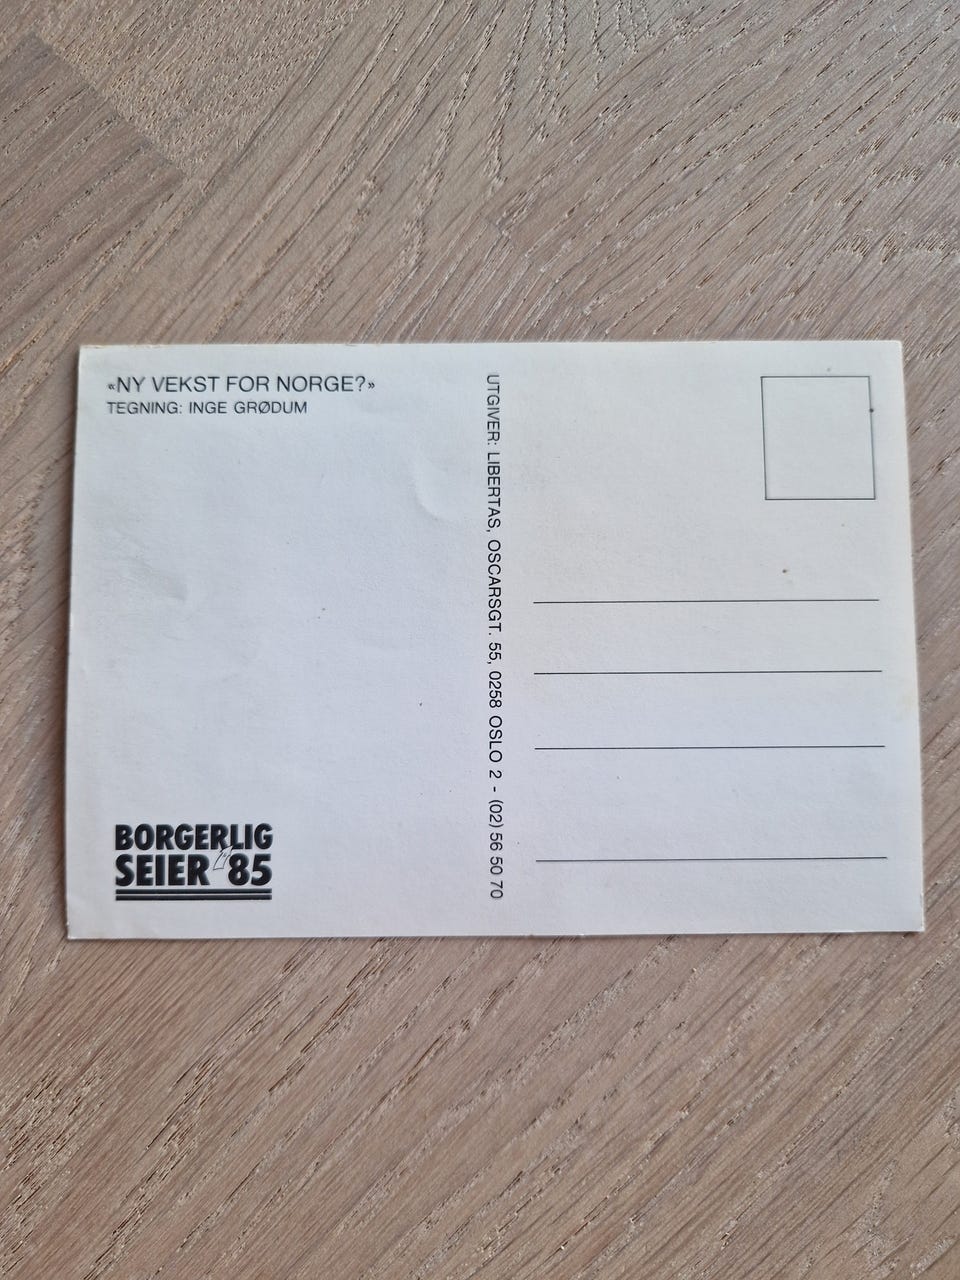 «NY VEKST FOR NORGE?»
TEGNING: INGE GRØDUM
UTGIVER: LIBERTAS, OSCARSGT. 55, 0258 OSLO 2 - (02) 56 50 70
BORGERLIG
SEIER '85